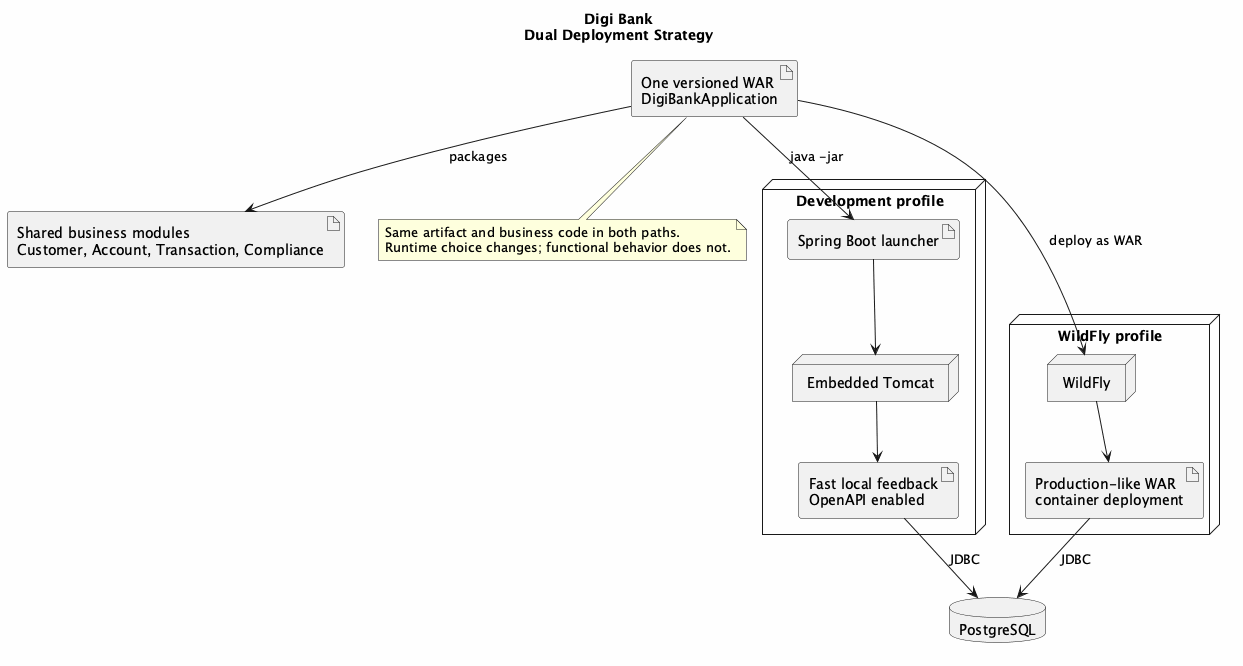 Digi Bank
Dual Deployment Strategy
One versioned WAR
DigiBankApplication
packages
java -jar
Shared business modules
Customer, Account, Transaction, Compliance
Same artifact and business code in both paths.
Runtime choice changes; functional behavior does not.
Development profile
Spring Boot launcher
deploy as WAR
WildFly profile
Embedded Tomcat
WildFly
Fast local feedback
OpenAPI enabled
Production-like WAR
container deployment
JDBC
JDBC
PostgreSQL